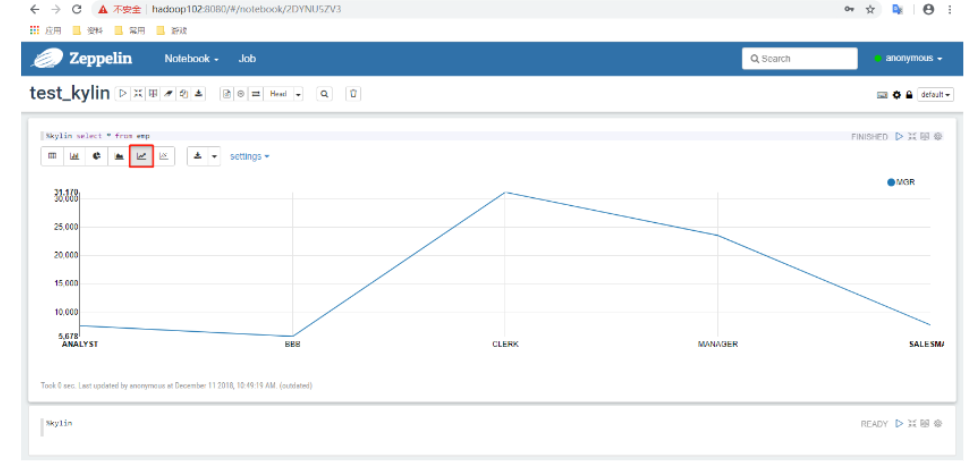 不安全 | hadoop102:8080/#/notebook/2DYNUSZV3
应用 资料 常用 游戏
Zeppelin Notebook Job Search anonymous
test_kylin Head default
%kylin select * from emp FINISHED
settings
MGR
31,178
30,000
25,000
20,000
15,000
10,000
5,678
ANALYST BBB CLERK MANAGER SALESMA
Took 0 sec. Last updated by anonymous at December 11 2018, 10:49:19 AM. (outdated)
%kylin READY